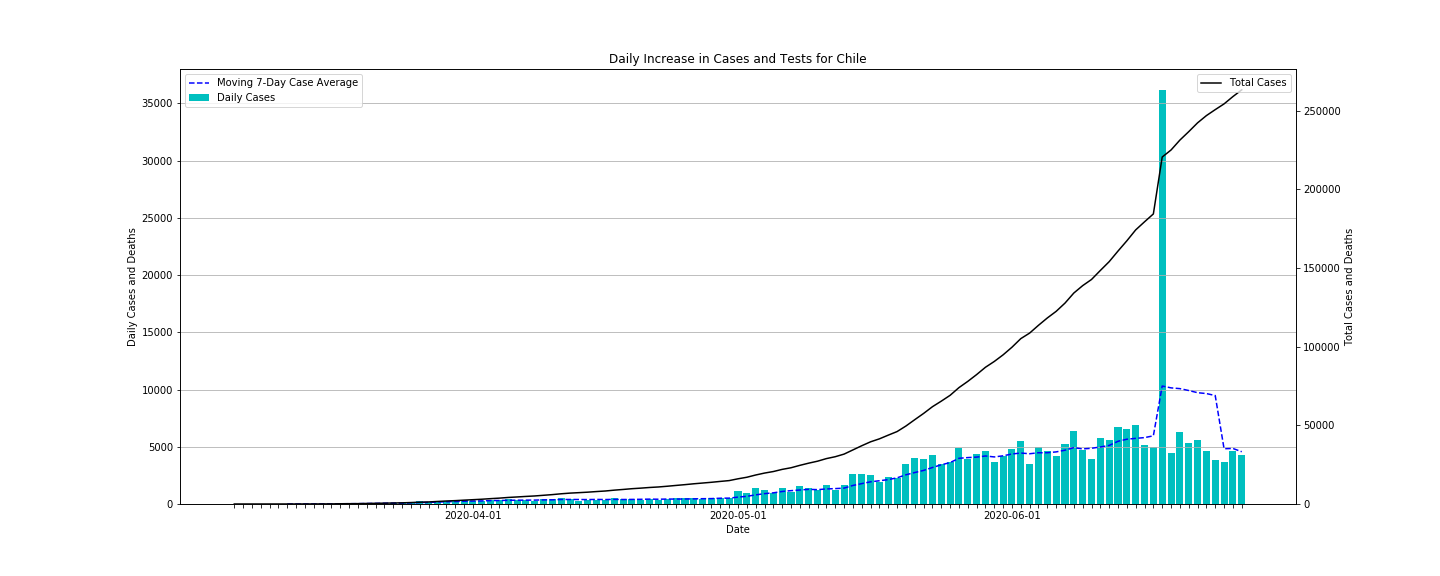 Daily Increase in Cases and Tests for Chile
Moving 7-Day Case Average
Daily Cases
Total Cases
35000
30000
25000
20000
15000
10000
5000
0
Daily Cases and Deaths
250000
200000
150000
100000
50000
0
Total Cases and Deaths
2020-04-01
2020-05-01
2020-06-01
Date